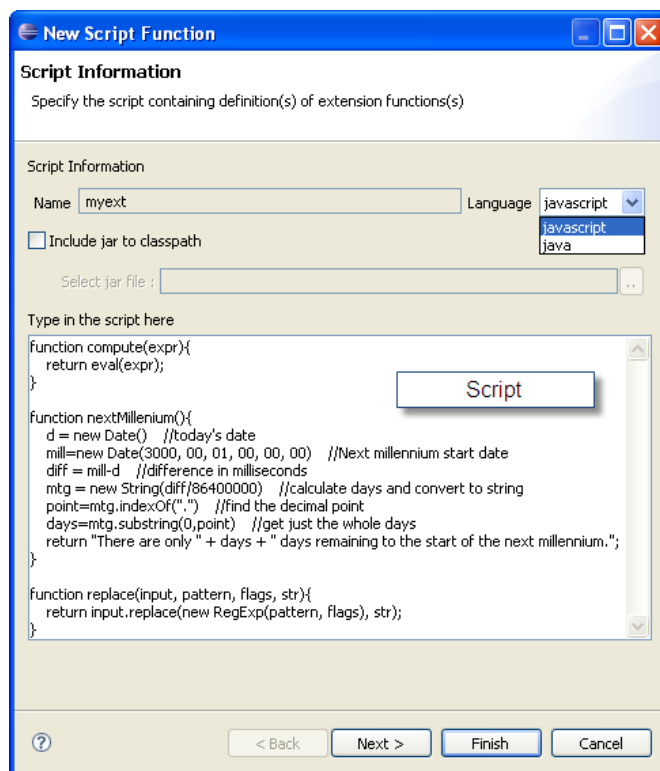 New Script Function
Script Information
Specify the script containing definition(s) of extension functions(s)
Script Information
Name myext Language javascript
javascript
java
Include jar to classpath
Select jar file : ..
Type in the script here
function compute(expr){
return eval(expr);
}
Script
function nextMillenium(){
d = new Date() //today's date
mill=new Date(3000, 00, 01, 00, 00, 00) //Next millennium start date
diff = mill-d //difference in milliseconds
mtg = new String(diff/86400000) //calculate days and convert to string
point=mtg.indexOf(".") //find the decimal point
days=mtg.substring(0,point) //get just the whole days
return "There are only " + days + " days remaining to the start of the next millennium.";
}
function replace(input, pattern, flags, str){
return input.replace(new RegExp(pattern, flags), str);
}
? < Back Next > Finish Cancel